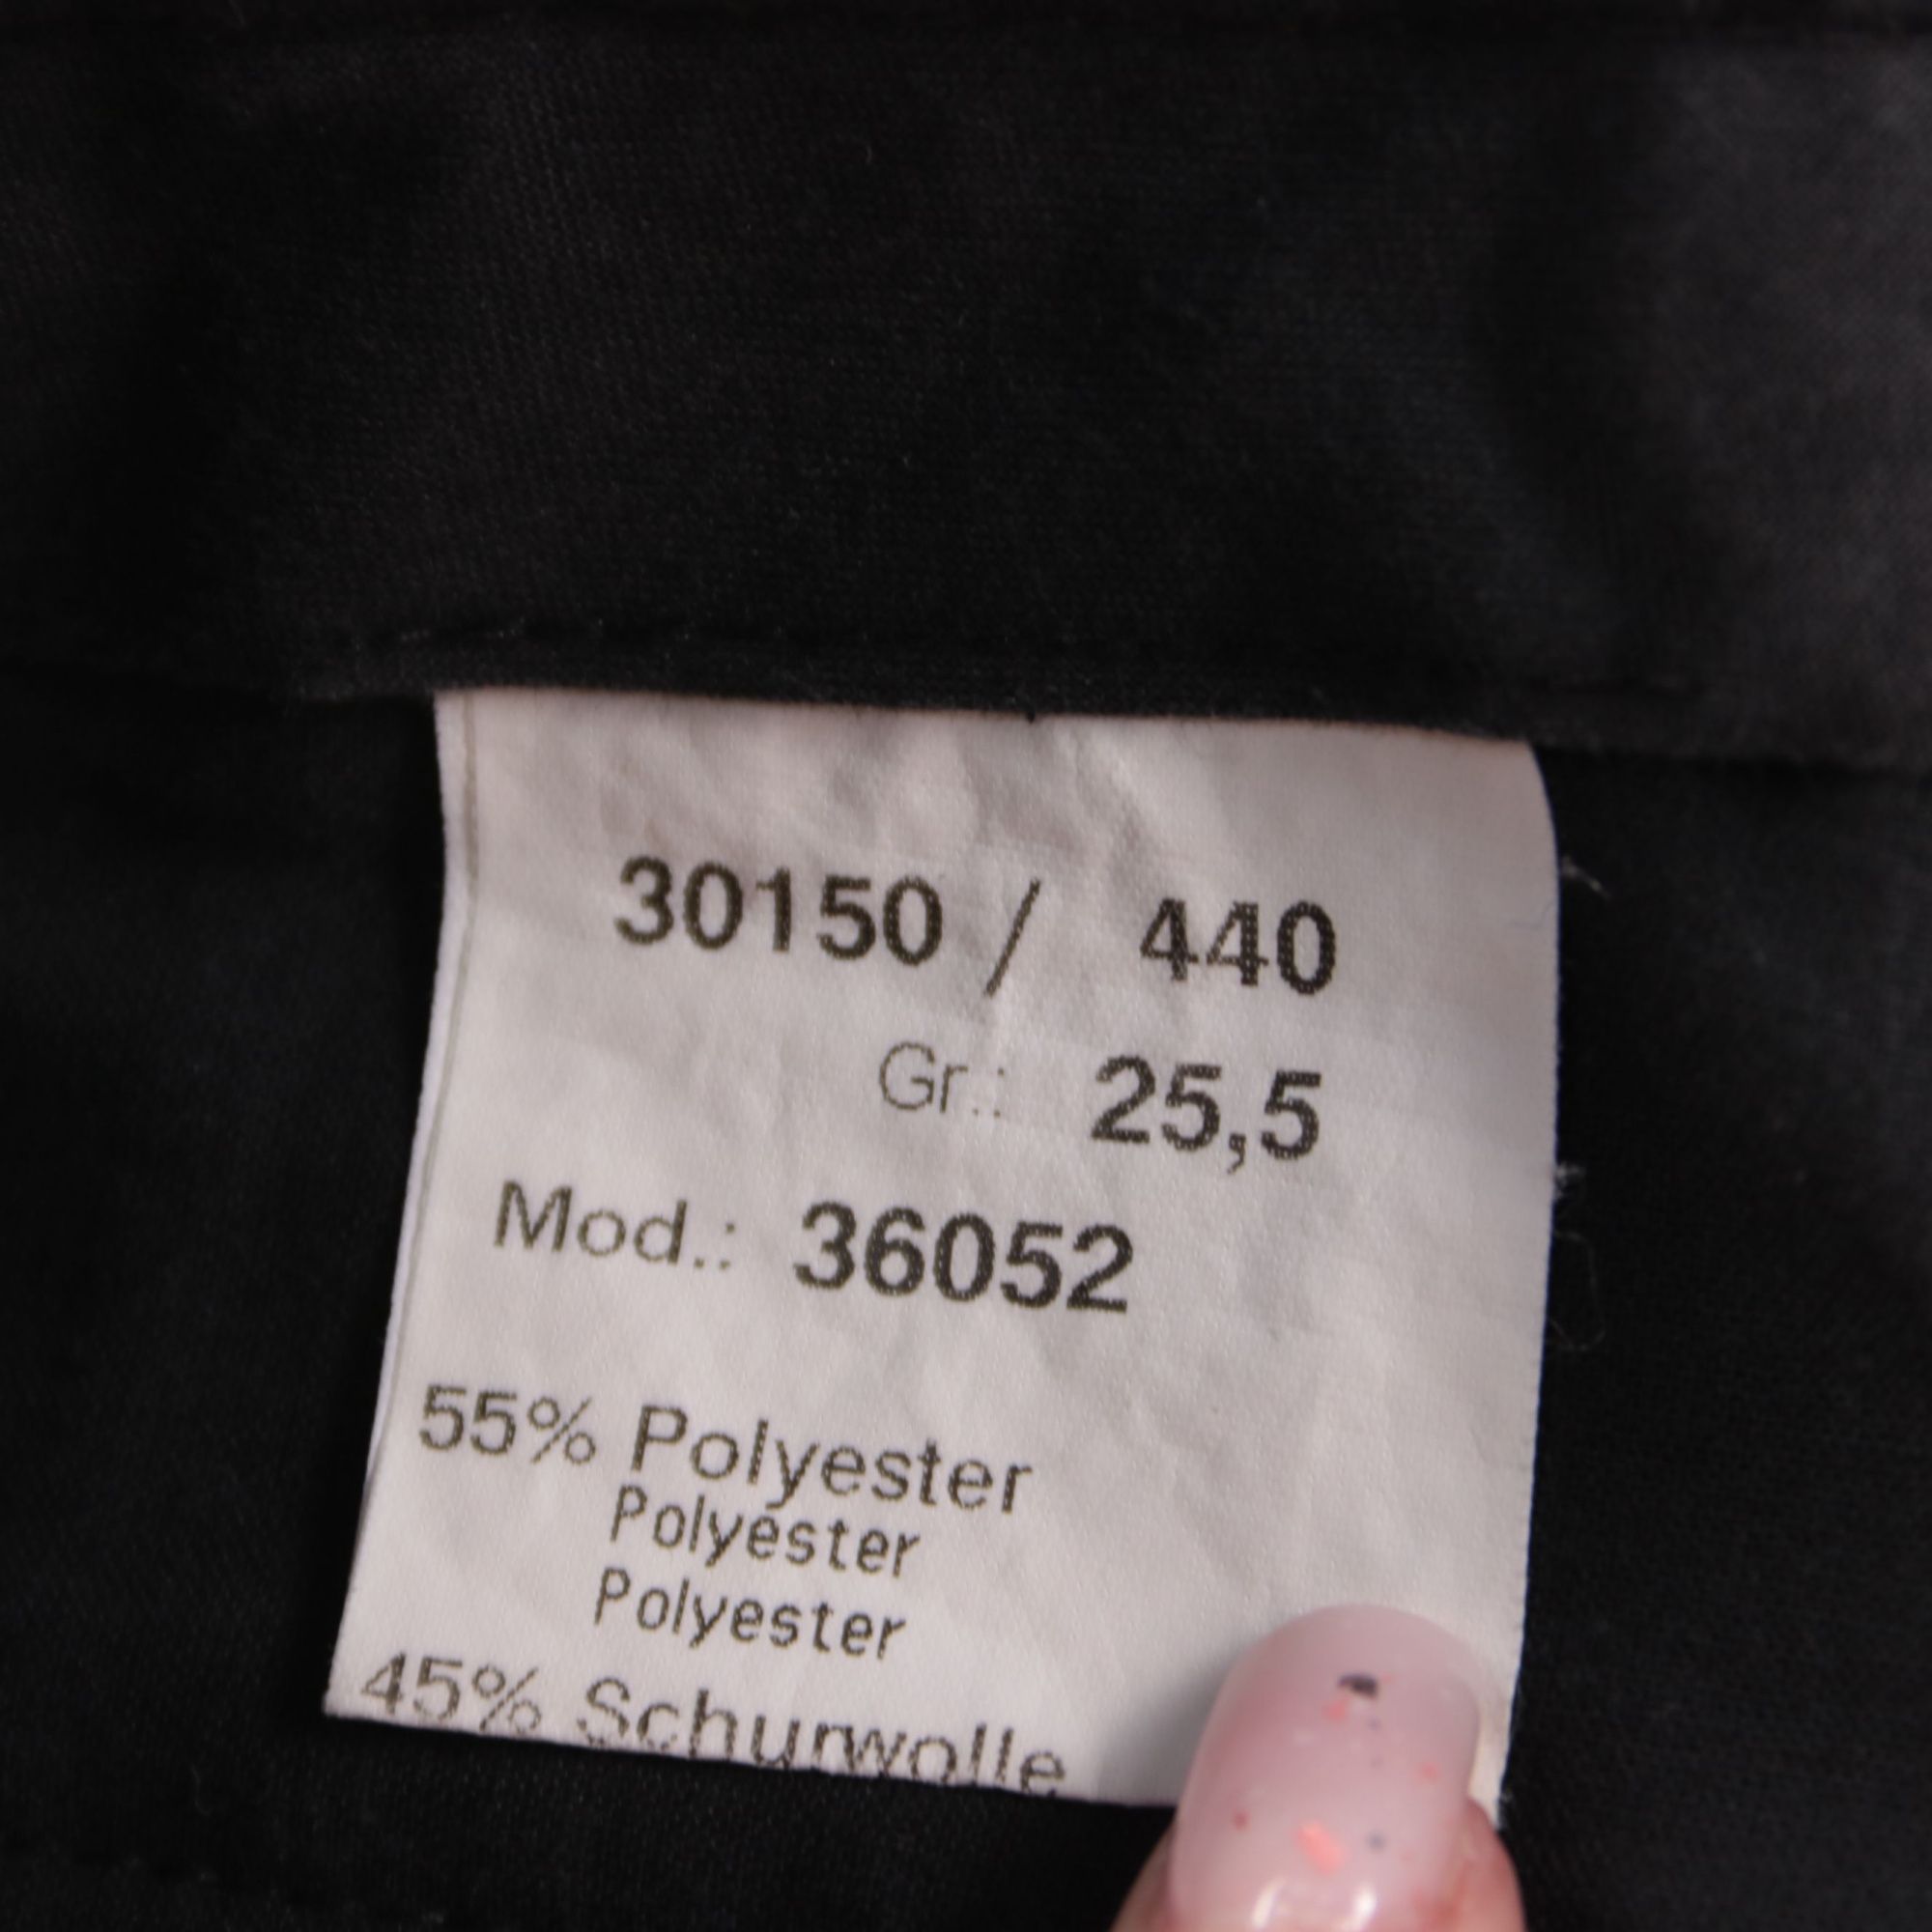 30150 / 440
Gr.: 25,5
Mod.: 36052
55% Polyester
Polyester
Polyester
45% Schurwolle